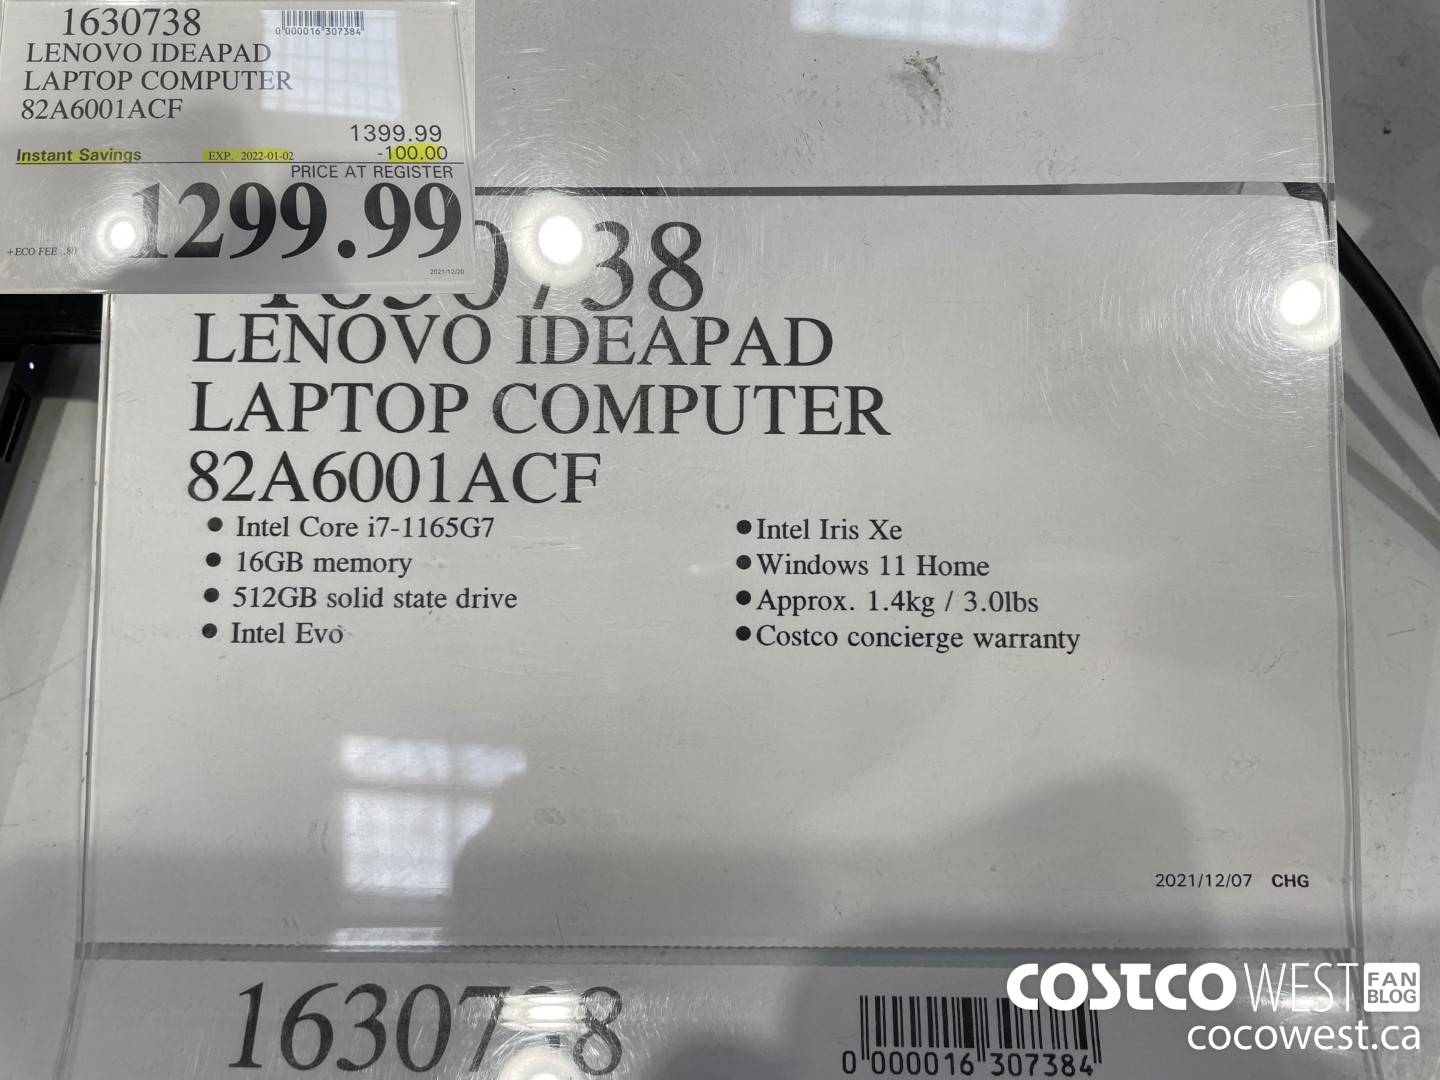 1630738
0 000016 307384
LENOVO IDEAPAD
LAPTOP COMPUTER
82A6001ACF
1399.99
Instant Savings EXP. 2022-01-02 -100.00
PRICE AT REGISTER
1299.99
+ECO FEE .80
2021/12/20
1630738
LENOVO IDEAPAD
LAPTOP COMPUTER
82A6001ACF
• Intel Core i7-1165G7
• 16GB memory
• 512GB solid state drive
• Intel Evo
• Intel Iris Xe
• Windows 11 Home
• Approx. 1.4kg / 3.0lbs
• Costco concierge warranty
2021/12/07 CHG
1630738
0 000016 307384
COSTCO WEST FAN BLOG
cocowest.ca